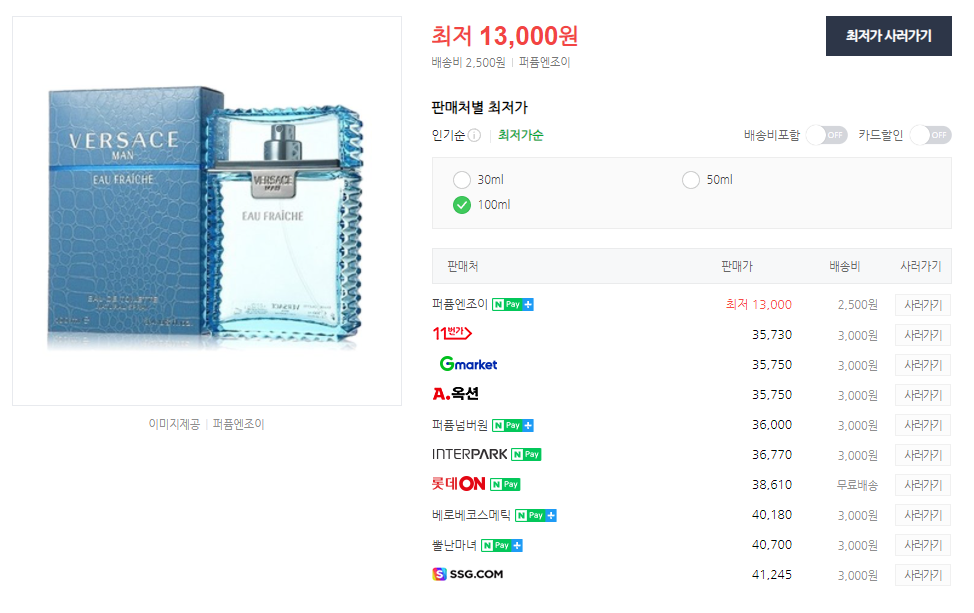 최저 13,000원
최저가 사러가기
배송비 2,500원 | 퍼퓸엔조이
VERSACE
MAN
EAU FRAÎCHE
VERSACE
MAN
EAU FRAÎCHE
EAU DE TOILETTE
이미지제공 | 퍼퓸엔조이
판매처별 최저가
인기순 | 최저가순
배송비포함 OFF 카드할인 OFF
30ml 50ml
100ml
판매처 판매가 배송비 사러가기
퍼퓸엔조이 N Pay + 최저 13,000 2,500원 사러가기
11번가 35,730 3,000원 사러가기
Gmarket 35,750 3,000원 사러가기
A.옥션 35,750 3,000원 사러가기
퍼퓸넘버원 N Pay + 36,000 3,000원 사러가기
INTERPARK N Pay 36,770 3,000원 사러가기
롯데ON N Pay 38,610 무료배송 사러가기
베로베코스메틱 N Pay + 40,180 3,000원 사러가기
뿔난마녀 N Pay + 40,700 3,000원 사러가기
SSG.COM 41,245 3,000원 사러가기